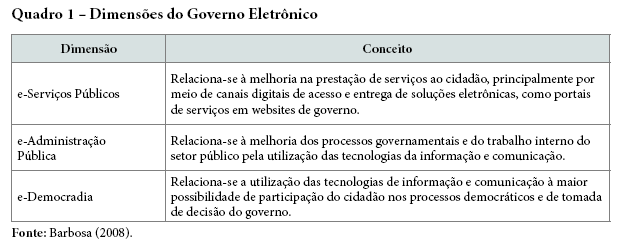 Quadro 1 – Dimensões do Governo Eletrônico
Dimensão Conceito
e-Serviços Públicos
Relaciona-se à melhoria na prestação de serviços ao cidadão, principalmente por
meio de canais digitais de acesso e entrega de soluções eletrônicas, como portais
de serviços em websites de governo.
e-Administração
Pública
Relaciona-se à melhoria dos processos governamentais e do trabalho interno do
setor público pela utilização das tecnologias da informação e comunicação.
e-Democradia
Relaciona-se a utilização das tecnologias de informação e comunicação à maior
possibilidade de participação do cidadão nos processos democráticos e de tomada
de decisão do governo.
Fonte: Barbosa (2008).